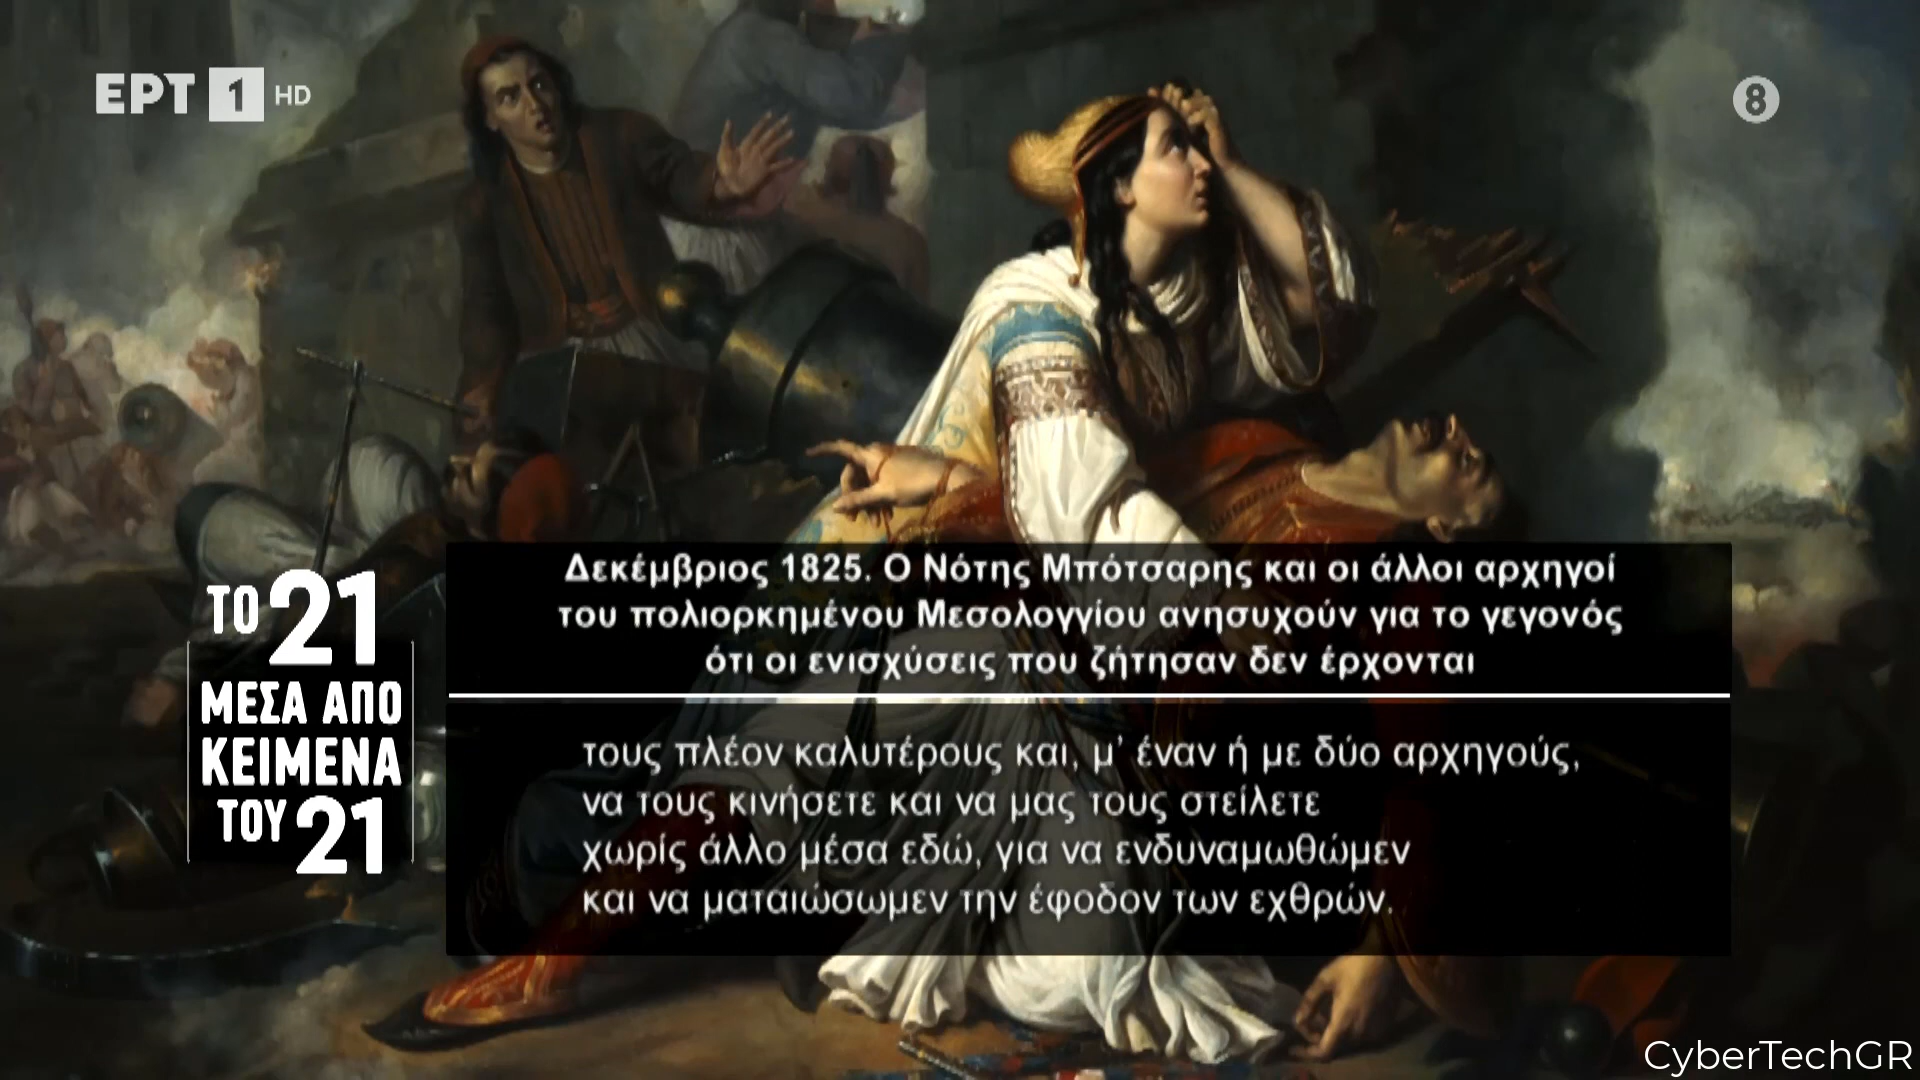 ΕΡΤ 1 HD
8
Δεκέμβριος 1825. Ο Νότης Μπότσαρης και οι άλλοι αρχηγοί
του πολιορκημένου Μεσολογγίου ανησυχούν για το γεγονός
ότι οι ενισχύσεις που ζήτησαν δεν έρχονται
ΤΟ 21
ΜΕΣΑ ΑΠΟ
ΚΕΙΜΕΝΑ
ΤΟΥ 21
τους πλέον καλυτέρους και, μ' έναν ή με δύο αρχηγούς,
να τους κινήσετε και να μας τους στείλετε
χωρίς άλλο μέσα εδώ, για να ενδυναμωθώμεν
και να ματαιώσωμεν την έφοδον των εχθρών.
CyberTechGR